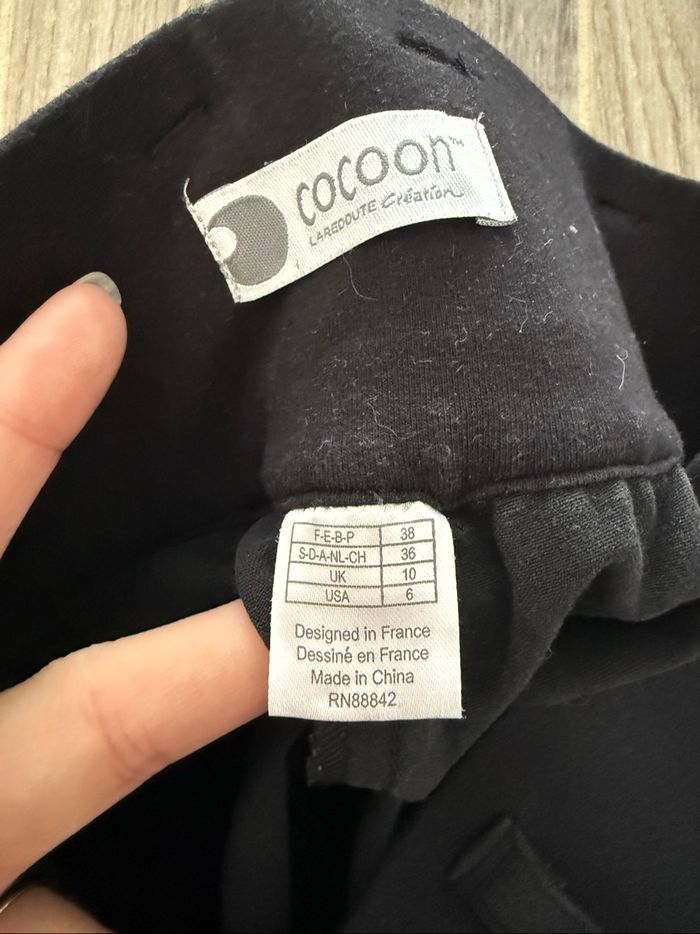 cocoon™
LAREDOUTE Création
F-E-B-P 38
S-D-A-NL-CH 36
UK 10
USA 6
Designed in France
Dessiné en France
Made in China
RN88842